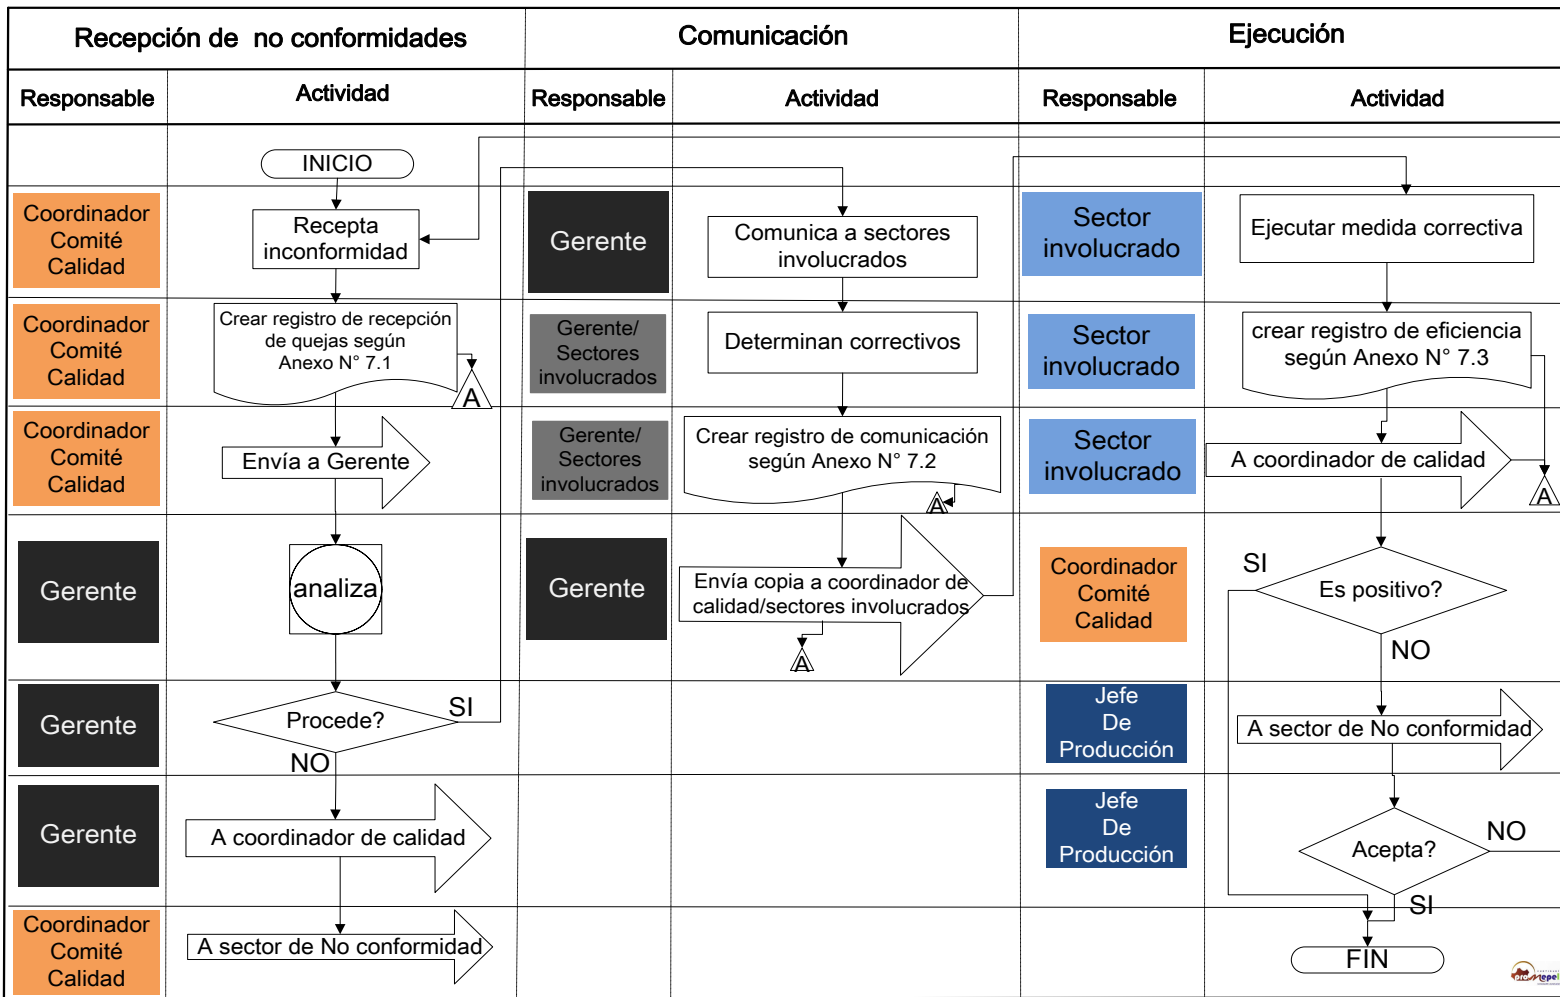 Recepción de no conformidades
Comunicación
Ejecución
Responsable
Actividad
Responsable
Actividad
Responsable
Actividad
INICIO
Coordinador
Comité
Calidad
Recepta
inconformidad
Gerente
Comunica a sectores
involucrados
Sector
involucrado
Ejecutar medida correctiva
Coordinador
Comité
Calidad
Crear registro de recepción
de quejas según
Anexo N° 7.1
A
Gerente/
Sectores
involucrados
Determinan correctivos
Sector
involucrado
crear registro de eficiencia
según Anexo N° 7.3
Coordinador
Comité
Calidad
Envía a Gerente
Gerente/
Sectores
involucrados
Crear registro de comunicación
según Anexo N° 7.2
A
Sector
involucrado
A coordinador de calidad
A
Gerente
analiza
Gerente
Envía copia a coordinador de
calidad/sectores involucrados
A
Coordinador
Comité
Calidad
SI
Es positivo?
NO
Gerente
Procede?
SI
NO
Jefe
De
Producción
A sector de No conformidad
Gerente
A coordinador de calidad
Jefe
De
Producción
Acepta?
NO
SI
Coordinador
Comité
Calidad
A sector de No conformidad
FIN